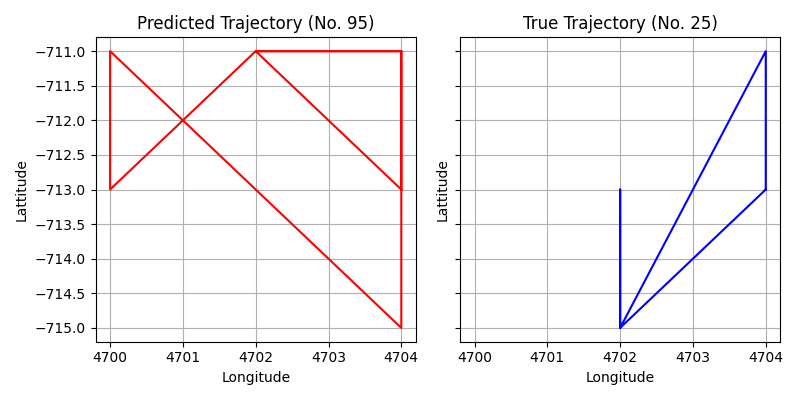 Predicted Trajectory (No. 95)
−711.0
−711.5
−712.0
−712.5
−713.0
−713.5
−714.0
−714.5
−715.0
Lattitude
4700 4701 4702 4703 4704
Longitude
True Trajectory (No. 25)
Lattitude
4700 4701 4702 4703 4704
Longitude